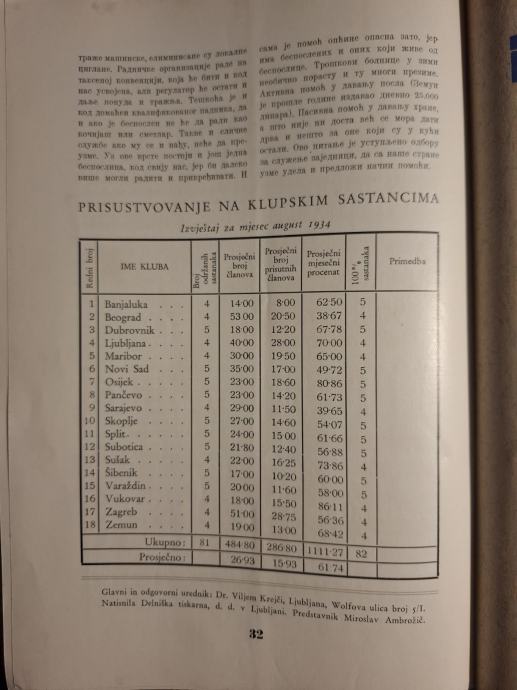 траже машинске, елиминисане су локалне
циглане. Радничке организације раде на
таксеној конвенцији, која ће бити и код
нас усвојена, али регулатор ће остати и
даље понуда и тражња. Тешкоћа је и
код домаћег квалификованог радника, да
и ако је беспослен не ће да ради као
кочијаш или сметлар. Такве и сличне
службе ако му се и нађу, неће да пре-
узме. Уз ове врсте постоји и још једна
беспослица, код свију нас, јер би далеко
више могли радити и привређивати. И
сама је помоћ општине опасна зато, јер
има беспослених и оних који живе од
беспослице. Трошкови болнице у зими
необично порасту и ту многи презиме.
Активна помоћ у давању посла (Земун
је прошле године издавао дневно 25.000
динара). Пасивна помоћ у давању хране,
а што није ни доста већ се мора дати
дрва и нешто за оне који су у кући
остали. Ово питање је уступљено одбору
за служење заједници, да са наше стране
узме удела и предложи начин помоћи.
PRISUSTVOVANJE NA KLUPSKIM SASTANCIMA
Izvještaj za mjesec august 1934
Redni broj IME KLUBA Broj održanih sastanaka Prosječni broj članova Prosječni broj prisutnih članova Prosječni mjesečni procenat 100% sastanaka Primedba
1 Banjaluka . . . 4 14·00 8·00 62·50 5
2 Beograd . . . . 4 53·00 20·50 38·67 4
3 Dubrovnik . . . 5 18·00 12·20 67·78 5
4 Ljubljana . . . . 4 40·00 28·00 70·00 4
5 Maribor . . . . 4 30·00 19·50 65·00 4
6 Novi Sad . . . 5 35·00 17·00 49·72 5
7 Osijek . . . . . 5 23·00 18·60 80·86 5
8 Pančevo . . . . 5 23·00 14·20 61·73 5
9 Sarajevo . . . . 4 29·00 11·50 39·65 4
10 Skoplje . . . . 5 27·00 14·60 54·07 5
11 Split . . . . . 5 24·00 15·00 61·66 5
12 Subotica . . . . 5 21·80 12·40 56·88 5
13 Sušak . . . . . 4 22·00 16·25 73·86 4
14 Šibenik . . . . 5 17·00 10·20 60·00 5
15 Varaždin . . . . 5 20·00 11·60 58·00 5
16 Vukovar . . . . 4 18·00 15·50 86·11 4
17 Zagreb . . . . 4 51·00 28·75 56·36 4
18 Zemun . . . . 4 19·00 13·00 68·42 4
Ukupno: 81 484·80 286·80 1111·27 82
Prosječno: 26·93 15·93 61·74
Glavni in odgovorni urednik: Dr. Viljem Krejči, Ljubljana, Wolfova ulica broj 5/I.
Natisnila Delniška tiskarna, d. d. v Ljubljani. Predstavnik Miroslav Ambrožič.
32